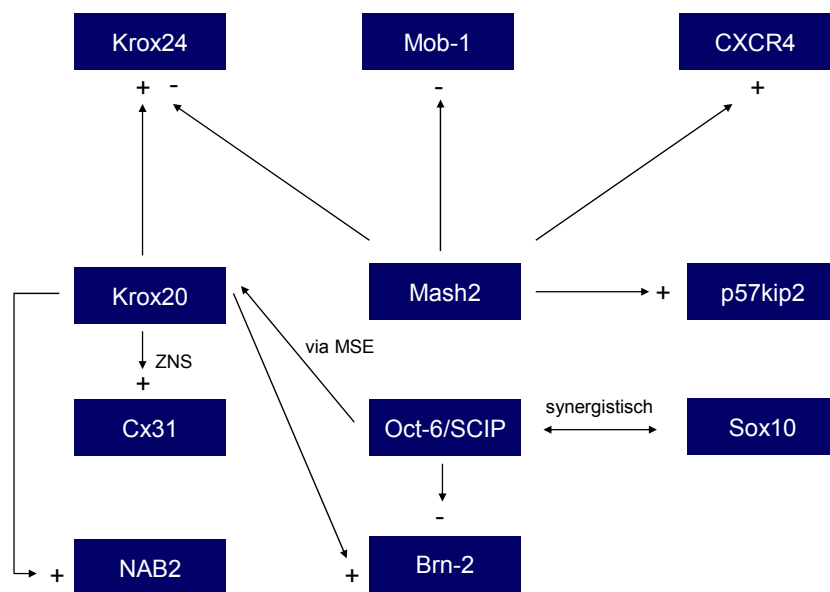 Krox24
Mob-1
CXCR4
+ -
-
+
Krox20
Mash2
+
p57kip2
via MSE
ZNS
+
synergistisch
Cx31
Oct-6/SCIP
Sox10
-
+
NAB2
+
Brn-2